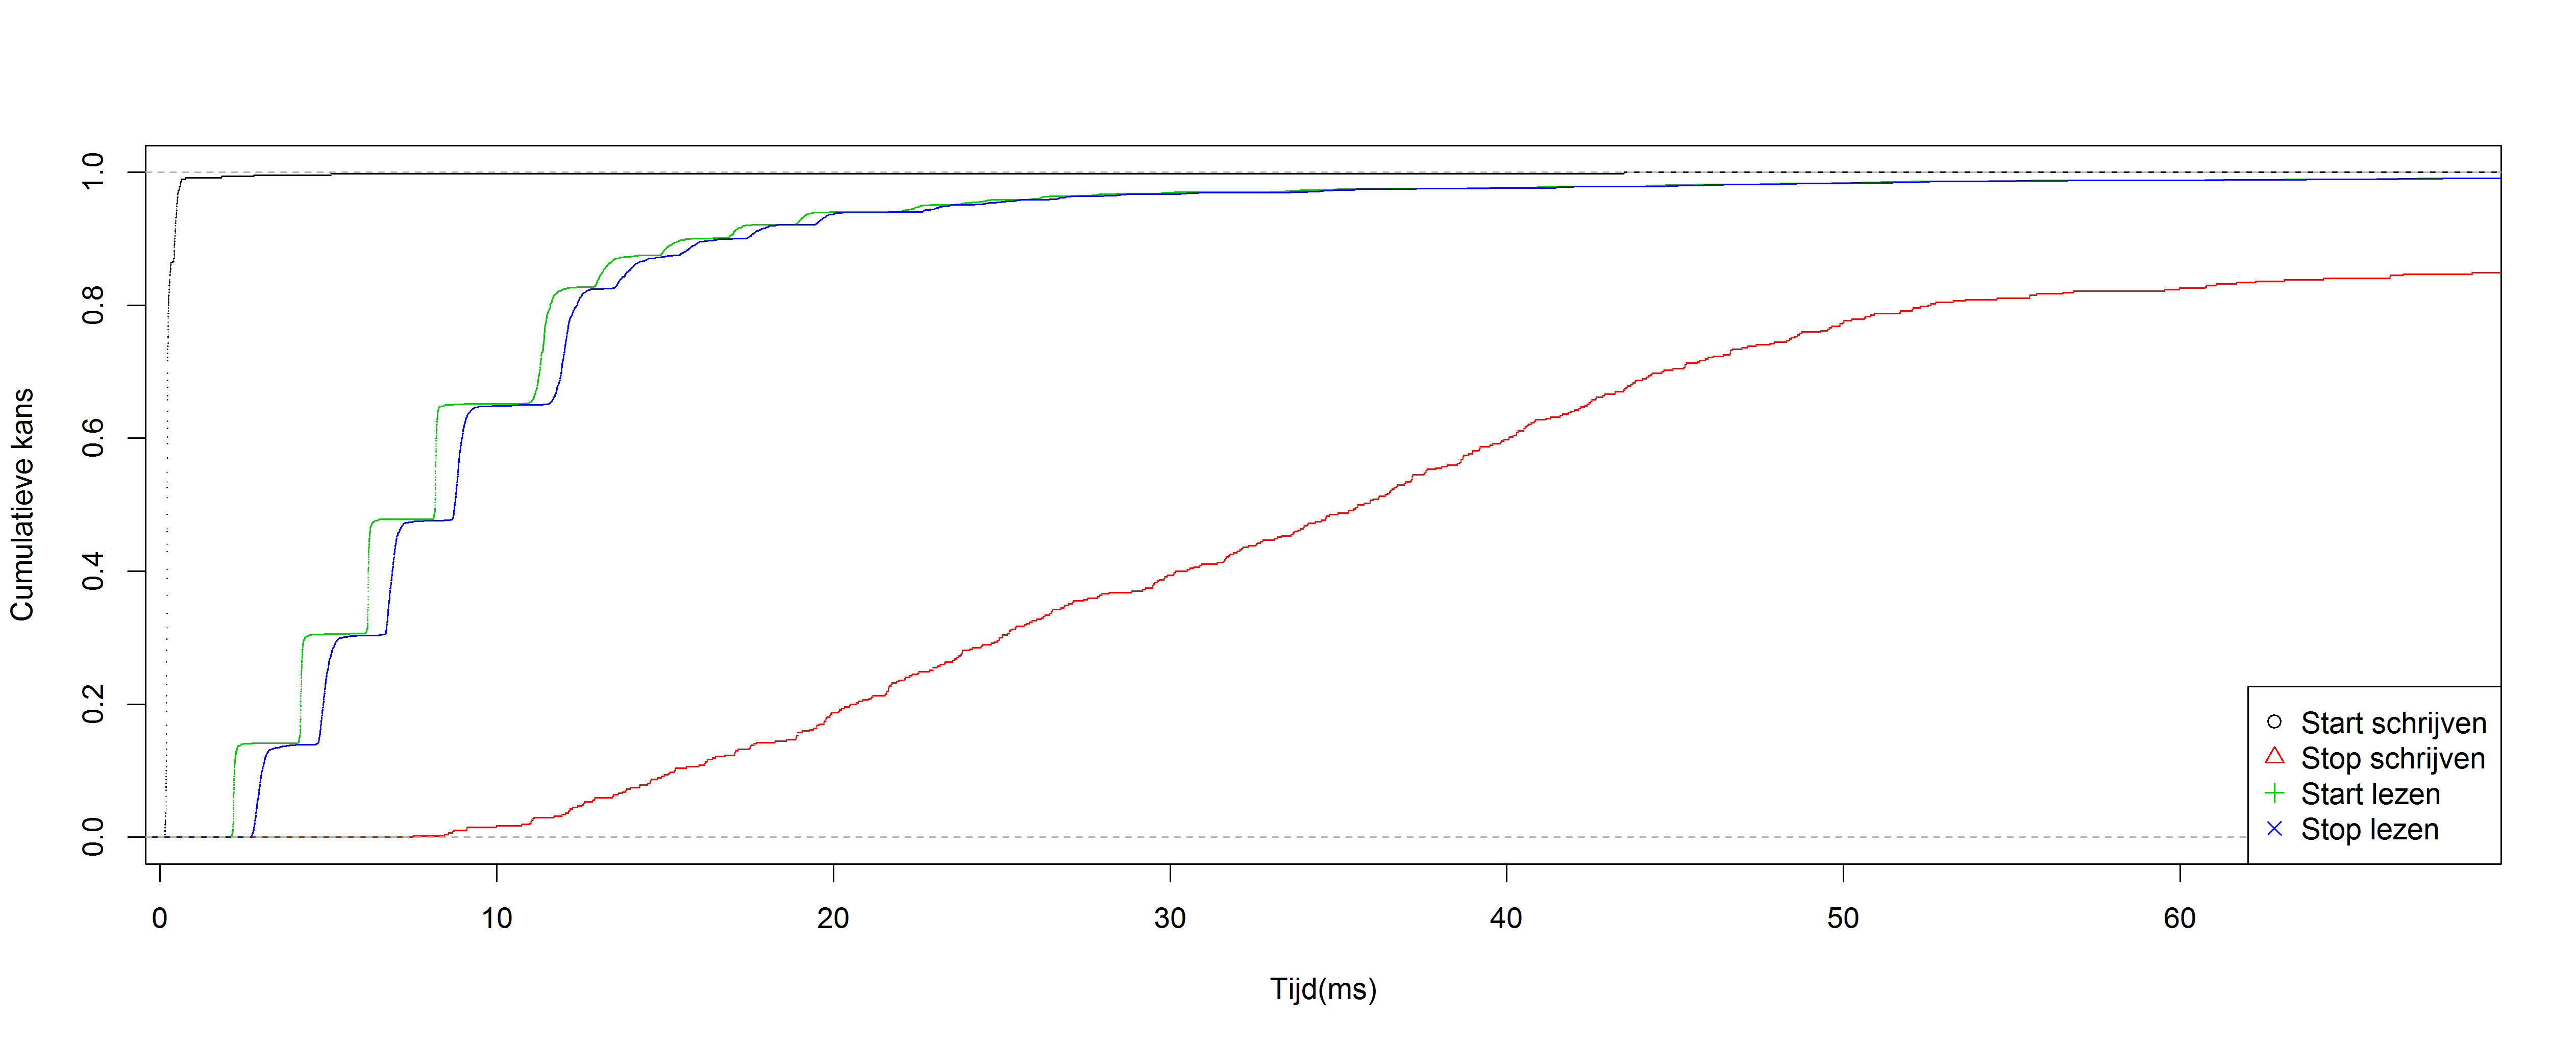 Cumulatieve kans
1.0
0.8
0.6
0.4
0.2
0.0
0 10 20 30 40 50 60
Tijd(ms)
Start schrijven
Stop schrijven
Start lezen
Stop lezen